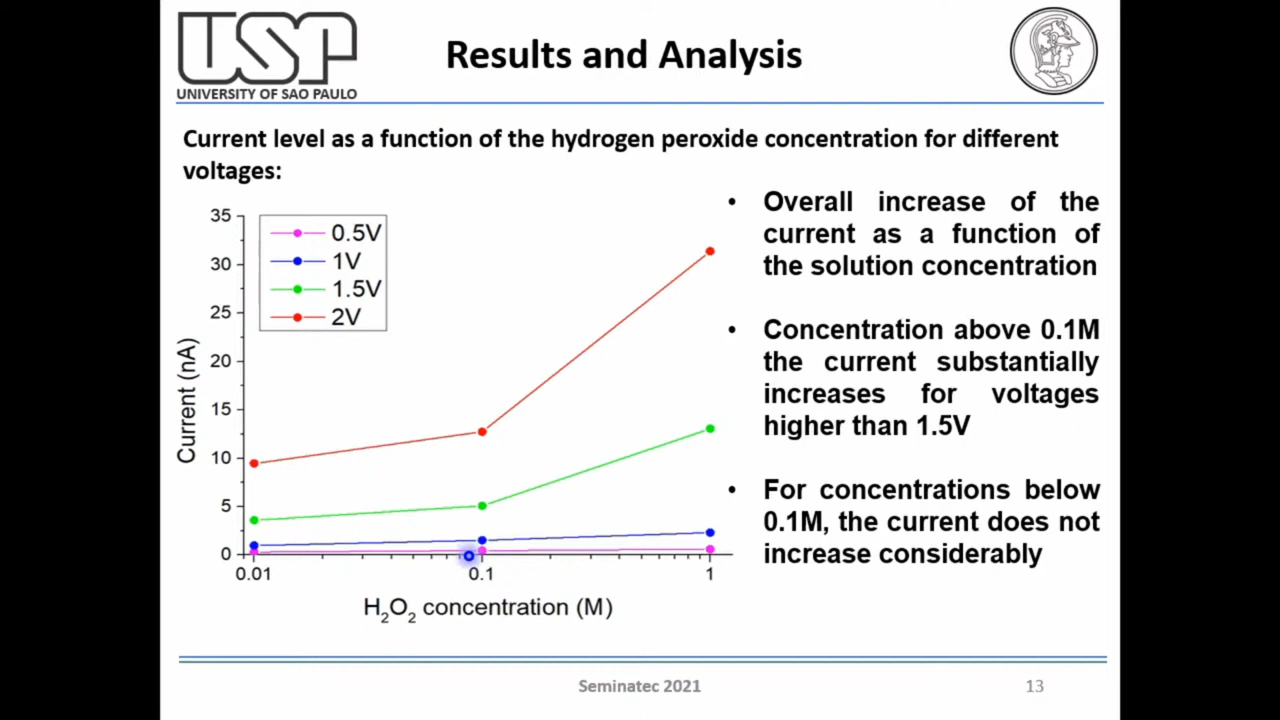 USP
UNIVERSITY OF SAO PAULO
Results and Analysis
Current level as a function of the hydrogen peroxide concentration for different
voltages:
35
30
25
20
15
10
5
0
Current (nA)
0.5V
1V
1.5V
2V
0.01
0.1
1
H₂O₂ concentration (M)
• Overall increase of the
current as a function of
the solution concentration
• Concentration above 0.1M
the current substantially
increases for voltages
higher than 1.5V
• For concentrations below
0.1M, the current does not
increase considerably
Seminatec 2021
13